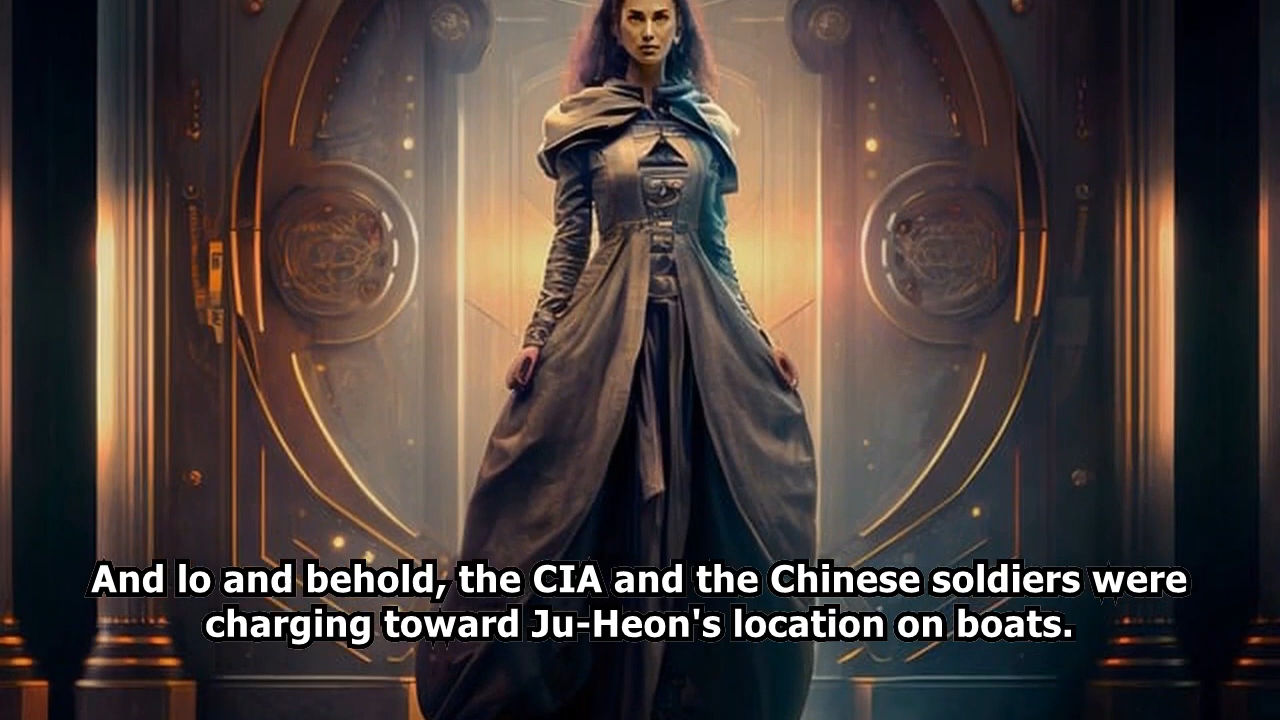 And lo and behold, the CIA and the Chinese soldiers were
charging toward Ju-Heon's location on boats.